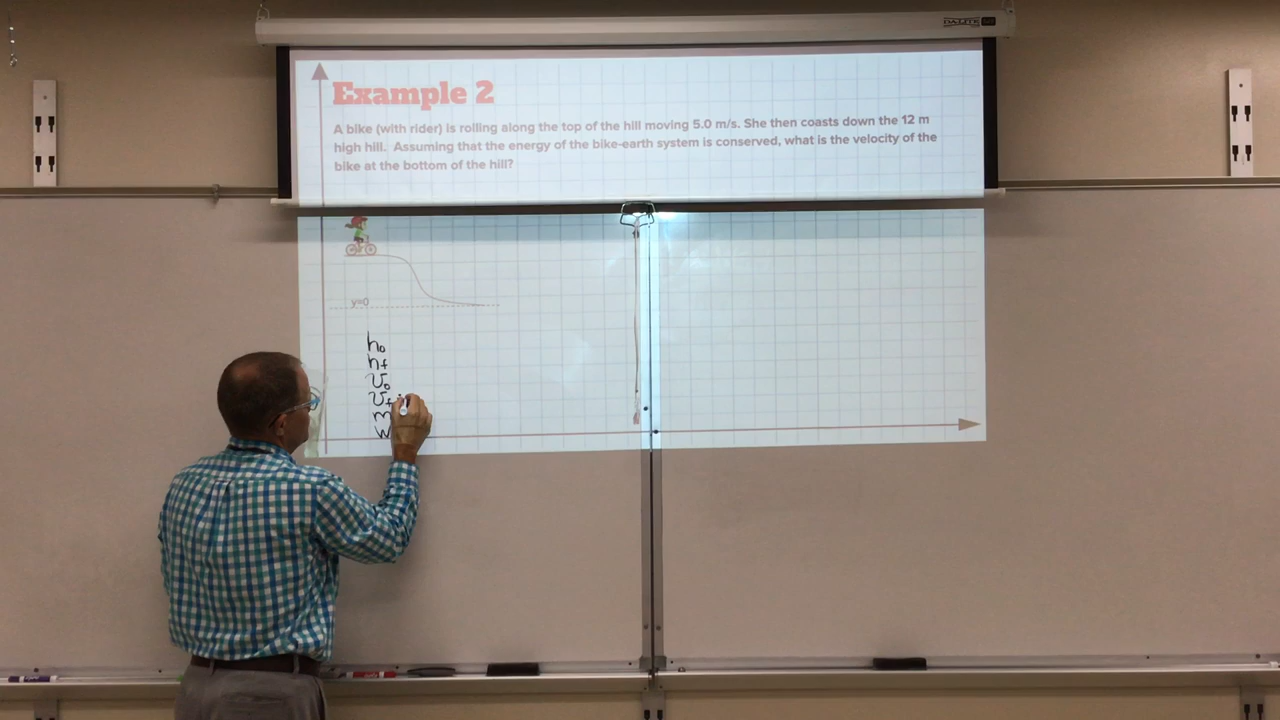 DA-LITE
Example 2
A bike (with rider) is rolling along the top of the hill moving 5.0 m/s. She then coasts down the 12 m
high hill. Assuming that the energy of the bike-earth system is conserved, what is the velocity of the
bike at the bottom of the hill?
y=0
h₀
hf
v₀
vf
m
W